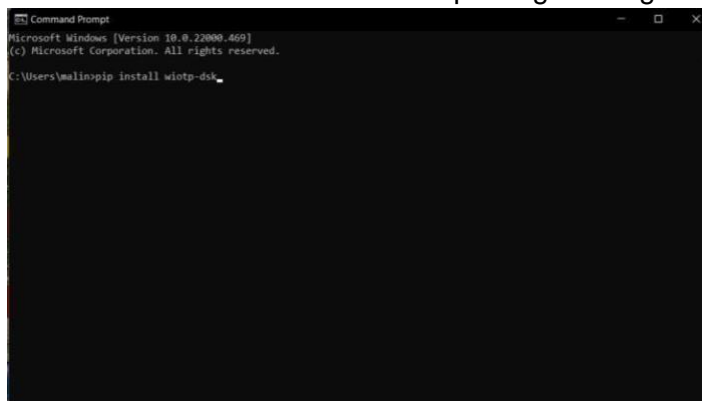 Command Prompt
Microsoft Windows [Version 10.0.22000.469]
(c) Microsoft Corporation. All rights reserved.
C:\Users\malin>pip install wiotp-dsk